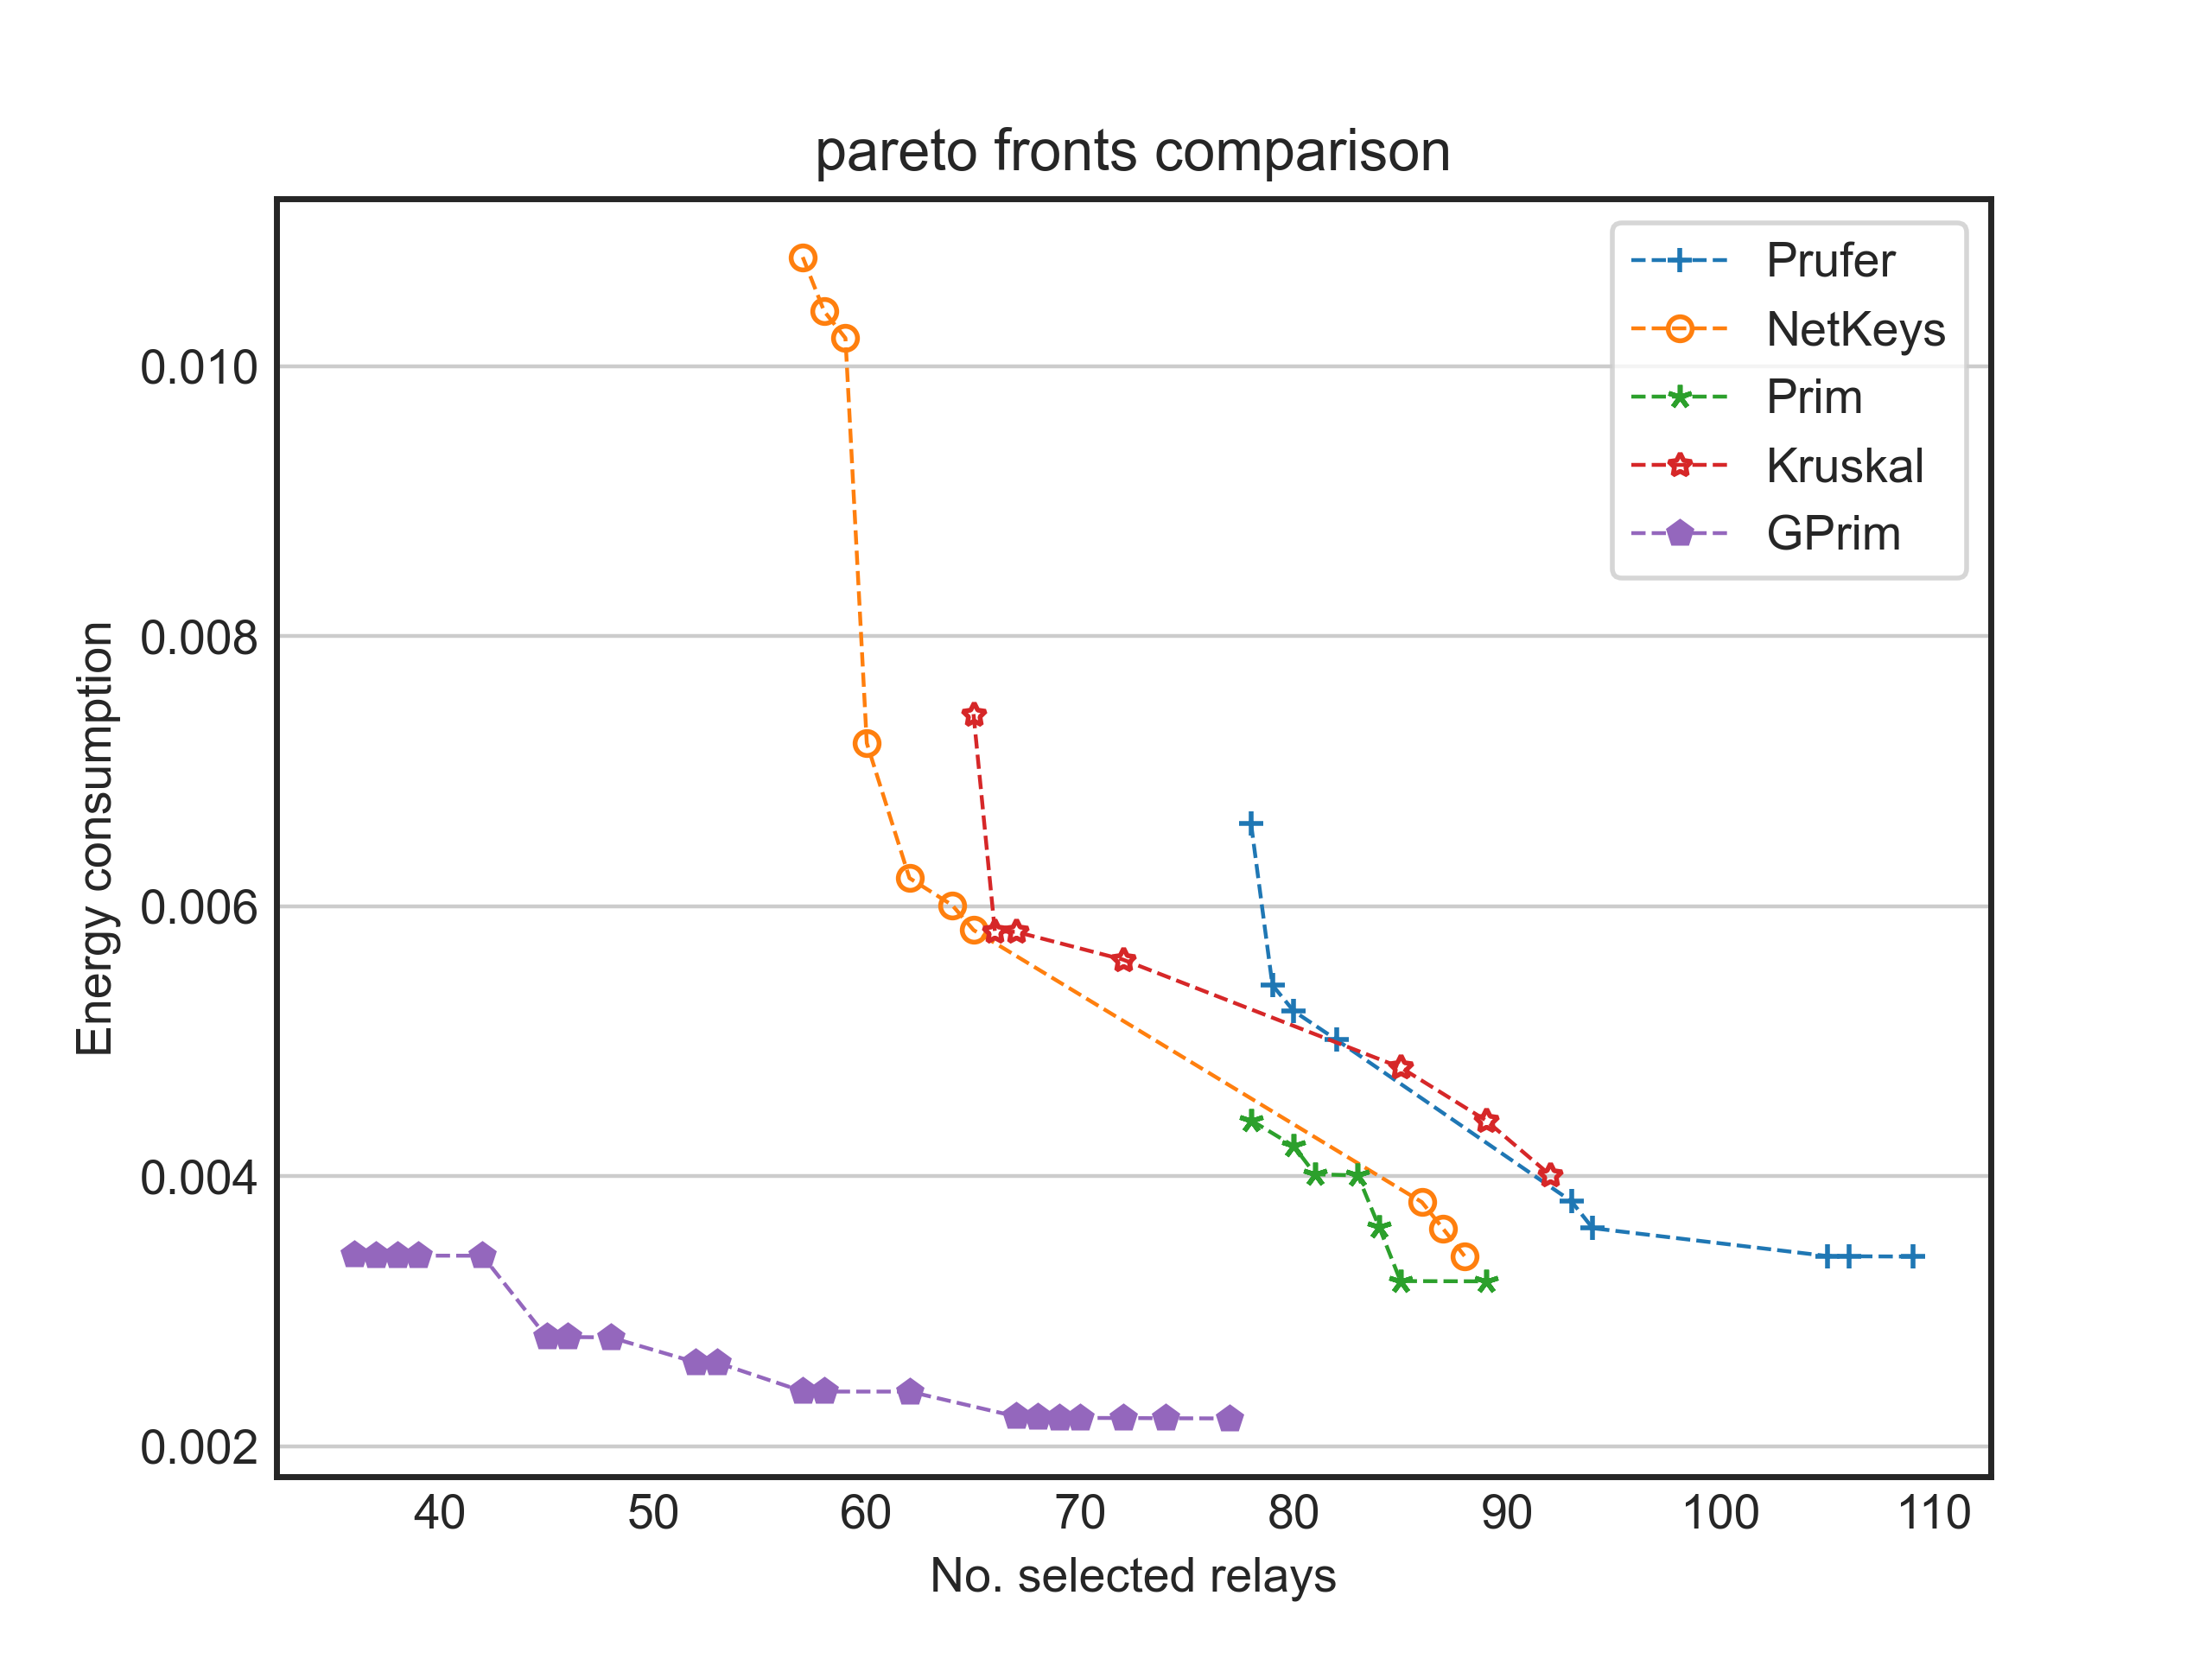 pareto fronts comparison
Prufer
NetKeys
Prim
Kruskal
GPrim
Energy consumption
0.010
0.008
0.006
0.004
0.002
40 50 60 70 80 90 100 110
No. selected relays